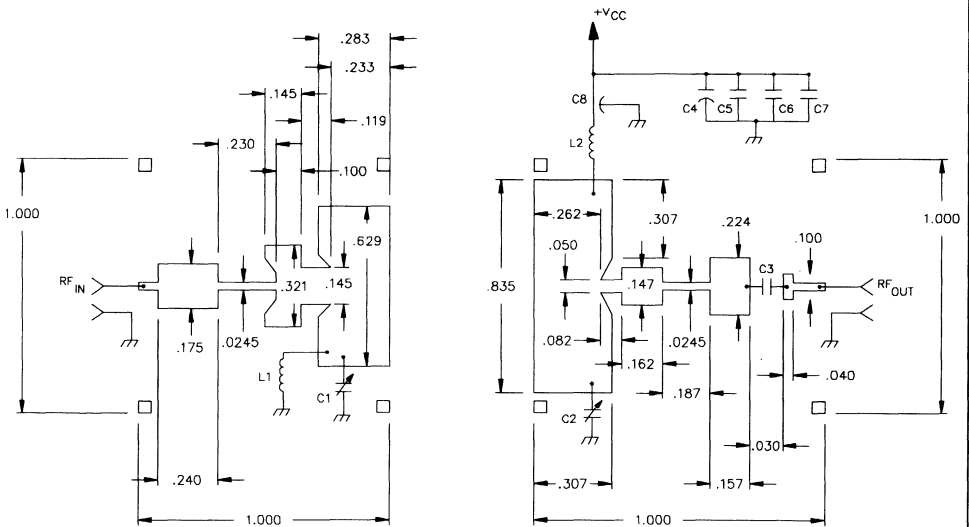 +VCC
.283
.233
.145
.119
.230
.100
1.000
RF IN
.321
.629
.145
.175
.0245
L1
C1
.240
1.000
C8
C4
C5
C6
C7
L2
.262
.307
.224
1.000
.050
.100
.835
.147
C3
RF OUT
.082
.0245
.162
.040
.187
C2
.030
.307
.157
1.000